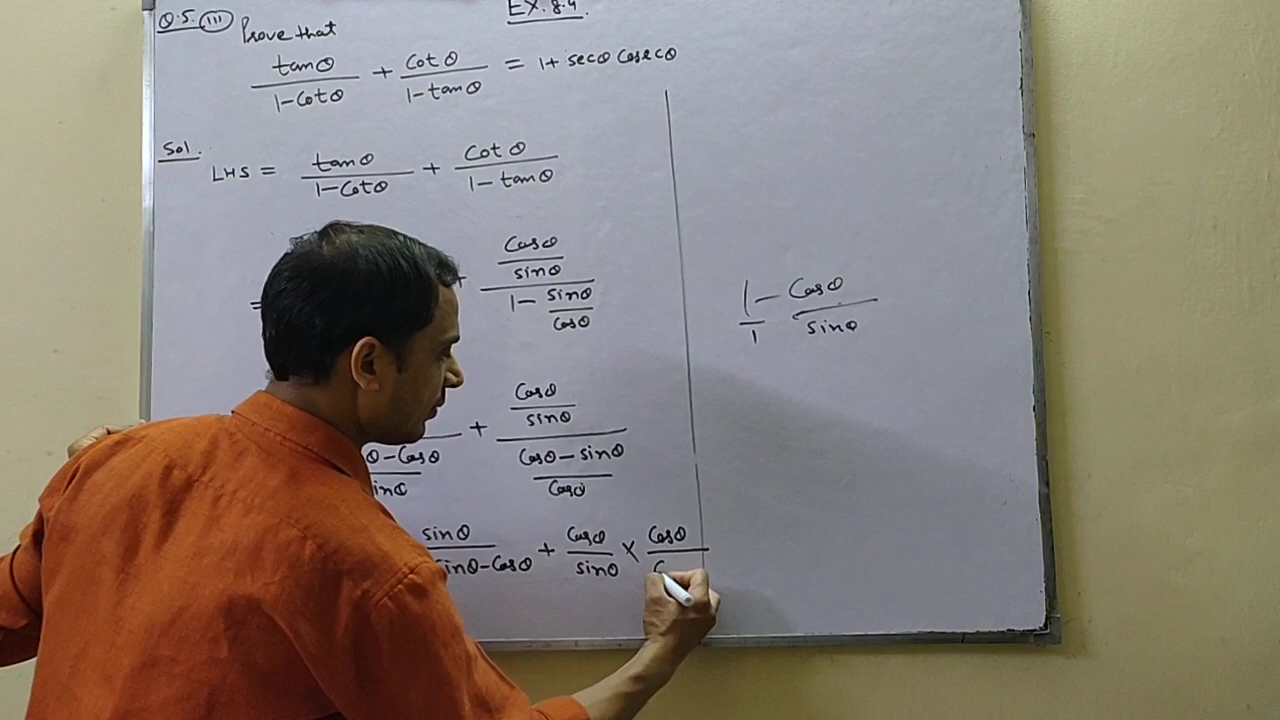 Q.5. (iii) Prove that EX. 8.4.
tanθ/(1-Cotθ) + Cotθ/(1-tanθ) = 1+ secθ Cosecθ
Sol.
LHS = tanθ/(1-Cotθ) + Cotθ/(1-tanθ)
= + (Cosθ/sinθ)/(1- sinθ/Cosθ)
1/1 - Cosθ/sinθ
θ-Cosθ/inθ + (Cosθ/sinθ)/((Cosθ-sinθ)/Cosθ)
sinθ/(sinθ-Cosθ) + Cosθ/sinθ × Cosθ/C